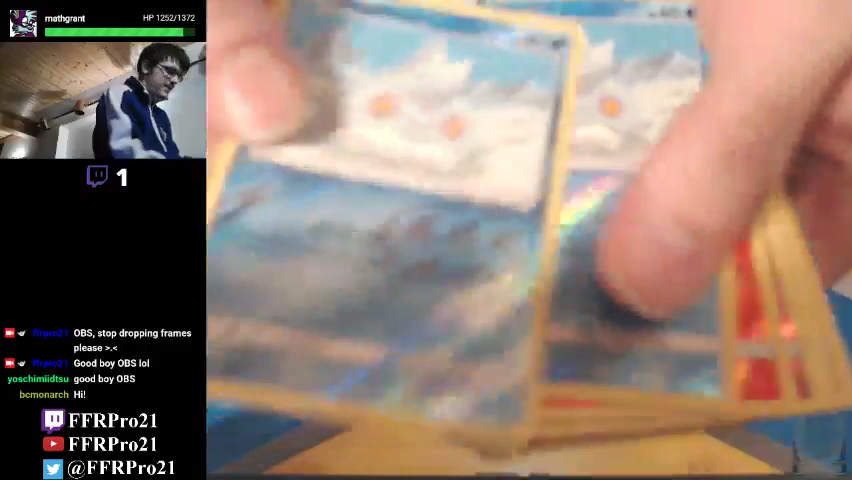 mathgrant
HP 1252/1372
1
ffrpro21 OBS, stop dropping frames
please >.<
ffrpro21 Good boy OBS lol
yoschimiidtsu good boy OBS
bcmonarch Hi!
FFRPro21
FFRPro21
@FFRPro21